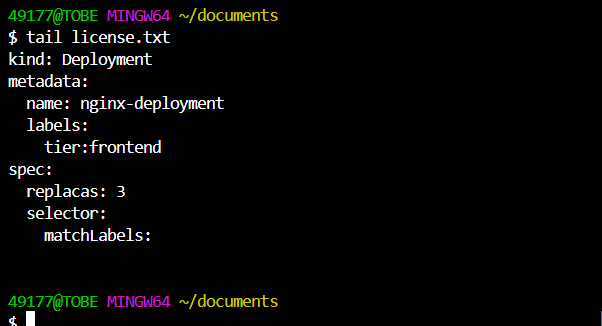 49177@TOBE MINGW64 ~/documents
$ tail license.txt
kind: Deployment
metadata:
  name: nginx-deployment
  labels:
    tier:frontend
spec:
  replacas: 3
  selector:
    matchLabels:
49177@TOBE MINGW64 ~/documents
$